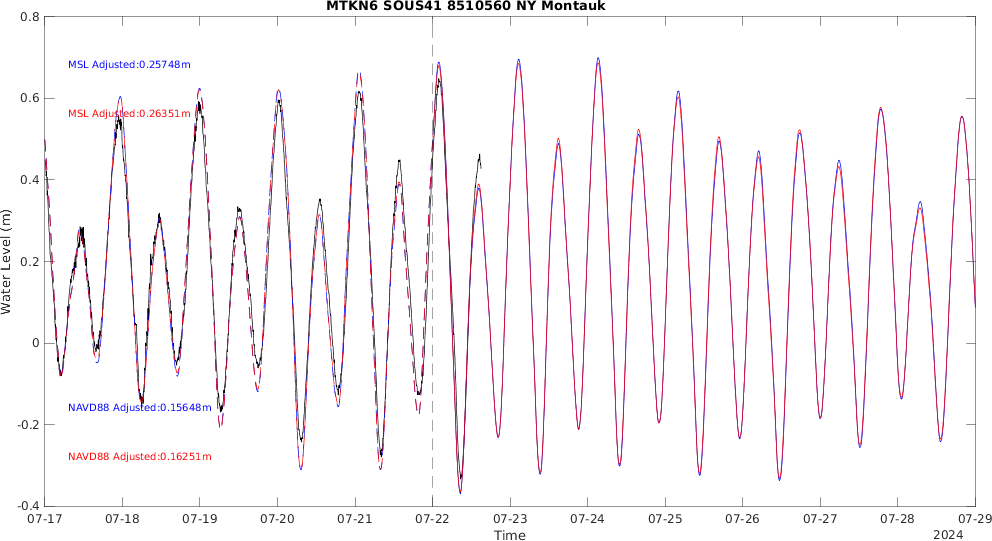 MTKN6 SOUS41 8510560 NY Montauk
0.8
0.6
0.4
0.2
0
-0.2
-0.4
Water Level (m)
MSL Adjusted:0.25748m
MSL Adjusted:0.26351m
NAVD88 Adjusted:0.15648m
NAVD88 Adjusted:0.16251m
07-17 07-18 07-19 07-20 07-21 07-22 07-23 07-24 07-25 07-26 07-27 07-28 07-29
Time
2024